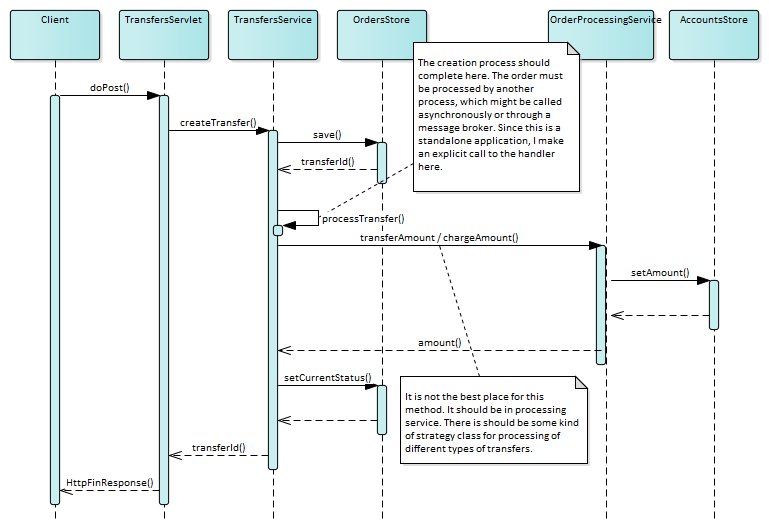 Client
TransfersServlet
TransfersService
OrdersStore
OrderProcessingService
AccountsStore
The creation process should
complete here. The order must
be processed by another
process, which might be called
asynchronously or through a
message broker. Since this is a
standalone application, I make
an explicit call to the handler
here.
doPost()
createTransfer()
save()
transferId()
processTransfer()
transferAmount / chargeAmount()
setAmount()
amount()
setCurrentStatus()
It is not the best place for this
method. It should be in processing
service. There is should be some kind
of strategy class for processing of
different types of transfers.
transferId()
HttpFinResponse()